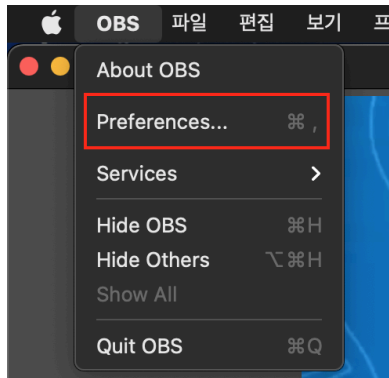 OBS 파일 편집 보기
About OBS
Preferences... ⌘ ,
Services >
Hide OBS ⌘H
Hide Others ⌥⌘H
Show All
Quit OBS ⌘Q